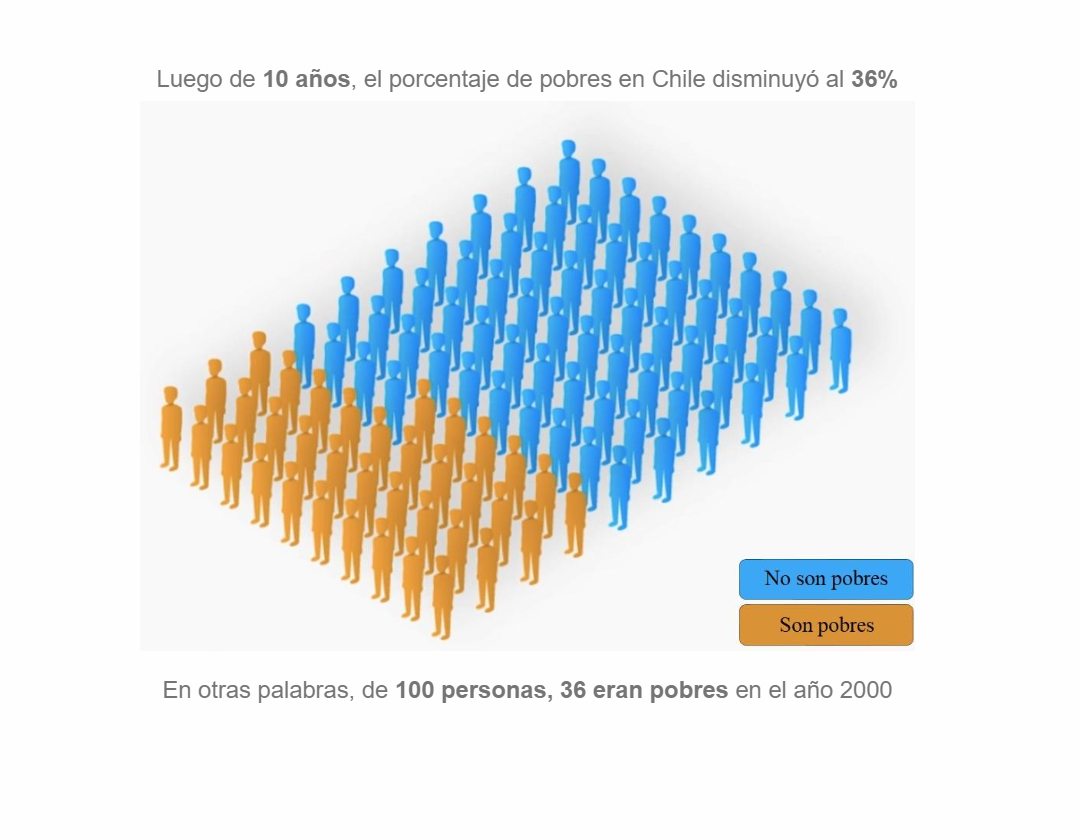 Luego de 10 años, el porcentaje de pobres en Chile disminuyó al 36%
No son pobres
Son pobres
En otras palabras, de 100 personas, 36 eran pobres en el año 2000